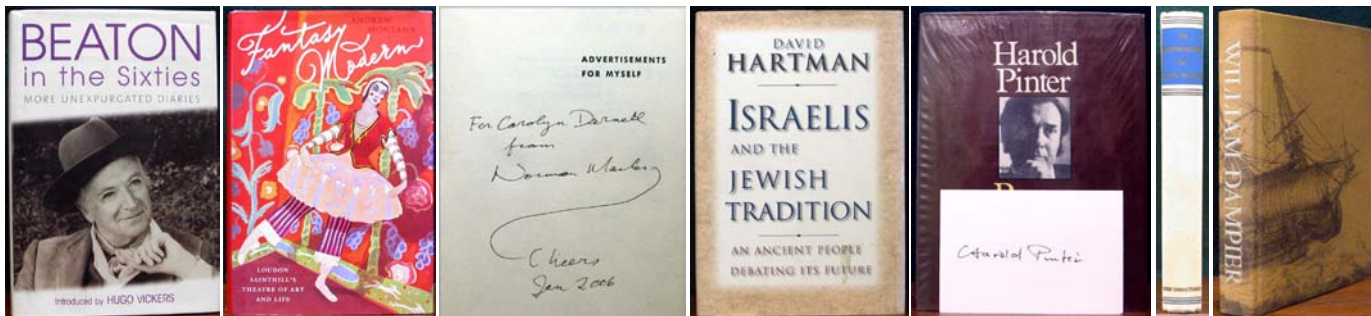 BEATON
in the Sixties
MORE UNEXPURGATED DIARIES
Introduced by HUGO VICKERS
ANDREW
MONTANA
Fantasy
Modern
LOUDON
SAINTHILL'S
THEATRE OF ART
AND LIFE
ADVERTISEMENTS
FOR MYSELF
For Carolyn Darnell
from
Norman Mailer
Cheers
Jan 2006
DAVID
HARTMAN
ISRAELIS
AND THE
JEWISH
TRADITION
AN ANCIENT PEOPLE
DEBATING ITS FUTURE
Harold
Pinter
Harold Pinter
WILLIAM DAMPIER